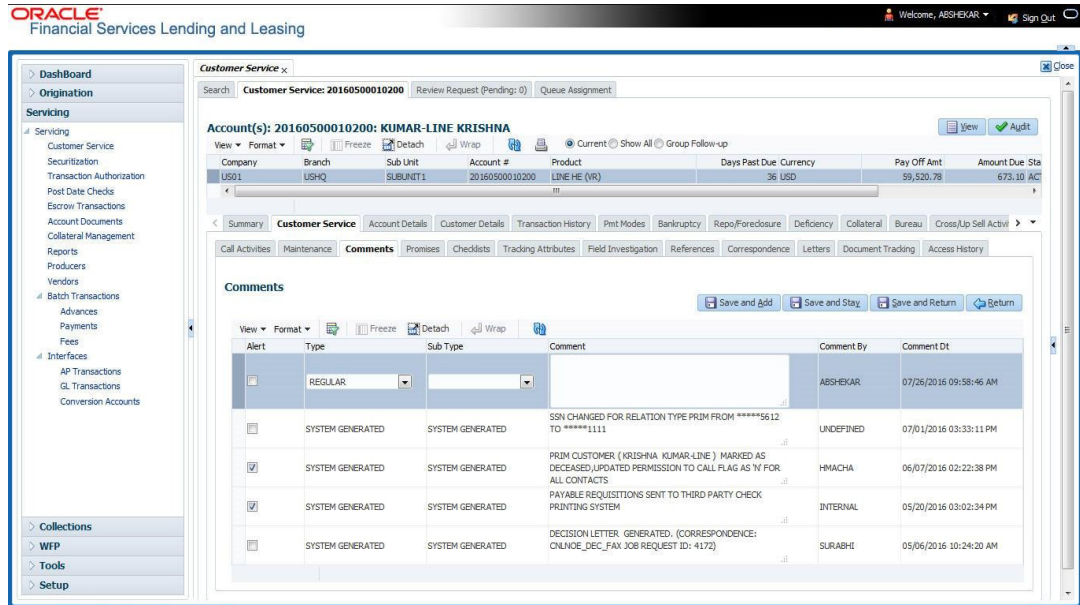 ORACLE
Financial Services Lending and Leasing
Welcome, ABSHEKAR
Sign Out
Close
DashBoard
Origination
Servicing
Servicing
Customer Service
Securitization
Transaction Authorization
Post Date Checks
Escrow Transactions
Account Documents
Collateral Management
Reports
Producers
Vendors
Batch Transactions
Advances
Payments
Fees
Interfaces
AP Transactions
GL Transactions
Conversion Accounts
Collections
WFP
Tools
Setup
Customer Service x
Search Customer Service: 20160500010200 Review Request (Pending: 0) Queue Assignment
Account(s): 20160500010200: KUMAR-LINE KRISHNA
View Audit
View Format Freeze Detach Wrap Current Show All Group Follow-up
Company Branch Sub Unit Account # Product Days Past Due Currency Pay Off Amt Amount Due Sta
US01 USHQ SUBUNIT1 20160500010200 LINE HE (VR) 36 USD 59,520.78 673.10 AC
Summary Customer Service Account Details Customer Details Transaction History Pmt Modes Bankruptcy Repo/Foreclosure Deficiency Collateral Bureau Cross/Up Sell Activi
Call Activities Maintenance Comments Promises Checklists Tracking Attributes Field Investigation References Correspondence Letters Document Tracking Access History
Comments
Save and Add Save and Stay Save and Return Return
View Format Freeze Detach Wrap
Alert Type Sub Type Comment Comment By Comment Dt
REGULAR ABSHEKAR 07/26/2016 09:58:46 AM
SSN CHANGED FOR RELATION TYPE PRIM FROM *****5612
TO *****1111
SYSTEM GENERATED SYSTEM GENERATED UNDEFINED 07/01/2016 03:33:11 PM
PRIM CUSTOMER ( KRISHNA KUMAR-LINE ) MARKED AS
DECEASED,UPDATED PERMISSION TO CALL FLAG AS 'N' FOR
ALL CONTACTS
SYSTEM GENERATED SYSTEM GENERATED HMACHA 06/07/2016 02:22:38 PM
PAYABLE REQUISITIONS SENT TO THIRD PARTY CHECK
PRINTING SYSTEM
SYSTEM GENERATED SYSTEM GENERATED INTERNAL 05/20/2016 03:02:34 PM
DECISION LETTER GENERATED. (CORRESPONDENCE:
CNLNOE_DEC_FAX JOB REQUEST ID: 4172)
SYSTEM GENERATED SYSTEM GENERATED SURABHI 05/06/2016 10:24:20 AM